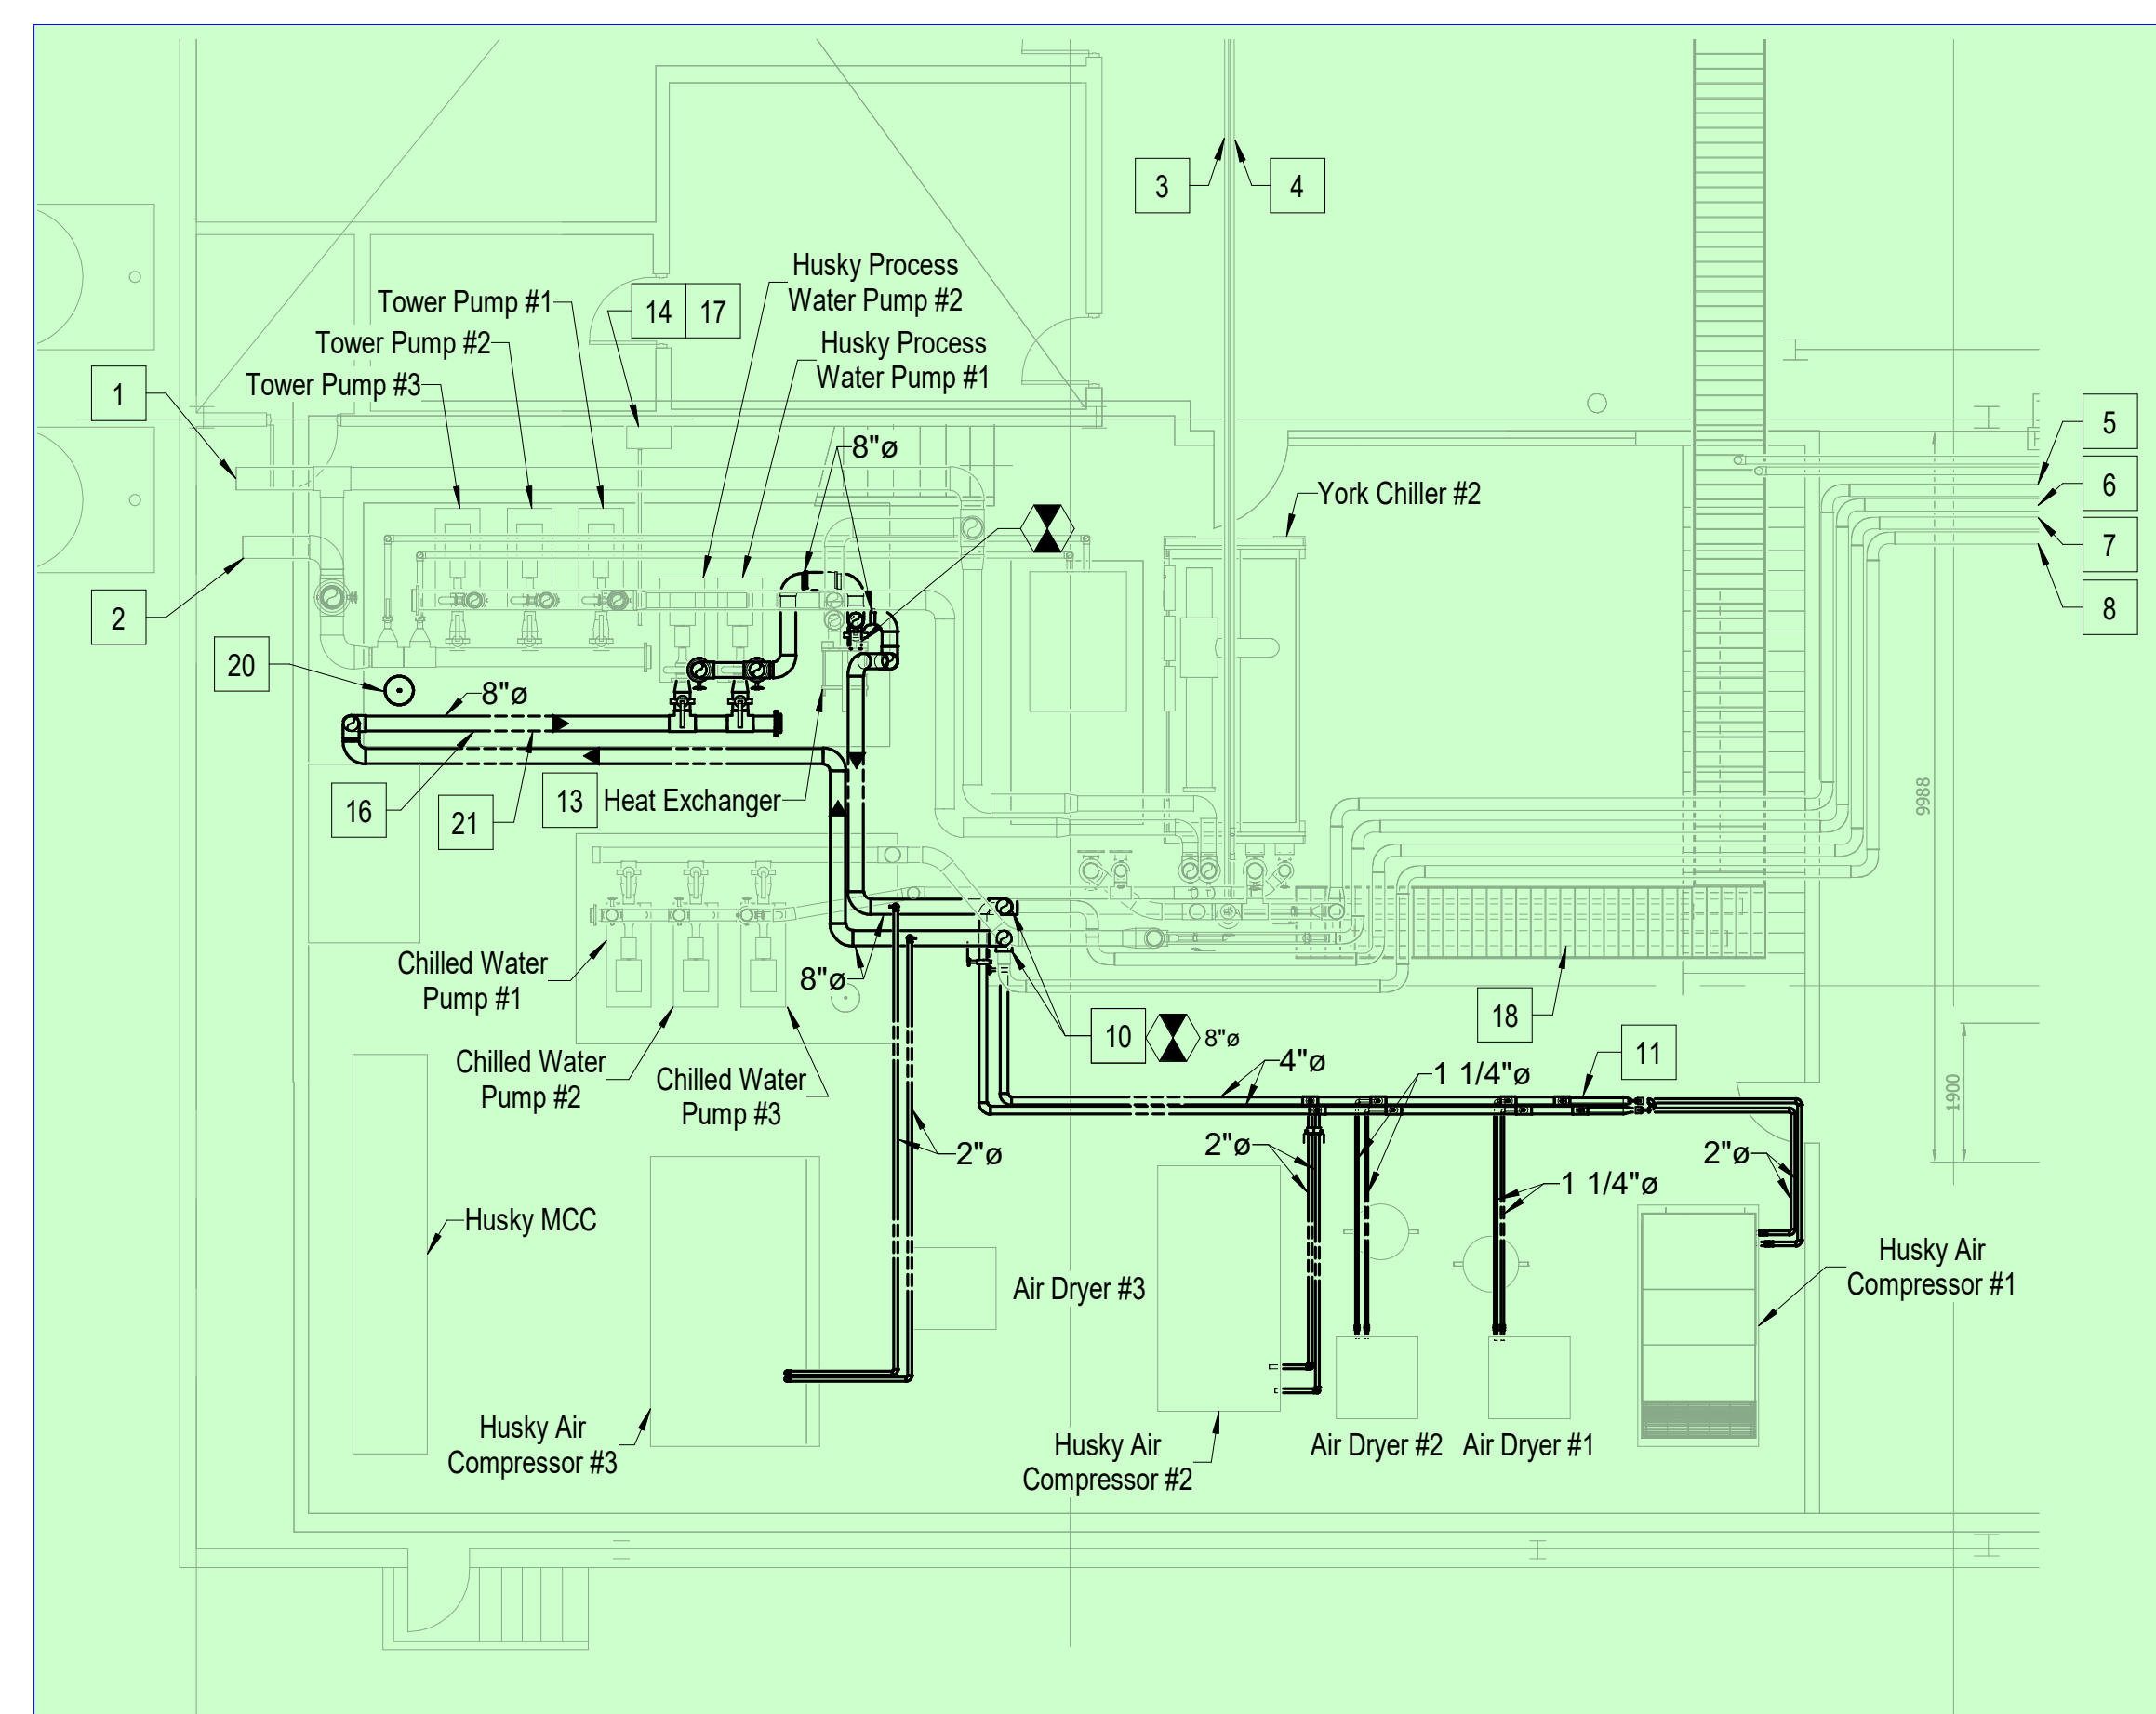 3
4
Husky Process
Water Pump #2
Tower Pump #1
14 17
Tower Pump #2
Husky Process
Water Pump #1
Tower Pump #3
1
5
8"ø
6
York Chiller #2
7
2
8
20
8"ø
16
21
13
Heat Exchanger
9988
Chilled Water
Pump #1
8"ø
18
10
8"ø
11
Chilled Water
Pump #2
Chilled Water
Pump #3
4"ø
1 1/4"ø
1900
2"ø
2"ø
2"ø
1 1/4"ø
Husky MCC
Air Dryer #3
Husky Air
Compressor #1
Husky Air
Compressor #3
Husky Air
Compressor #2
Air Dryer #2
Air Dryer #1